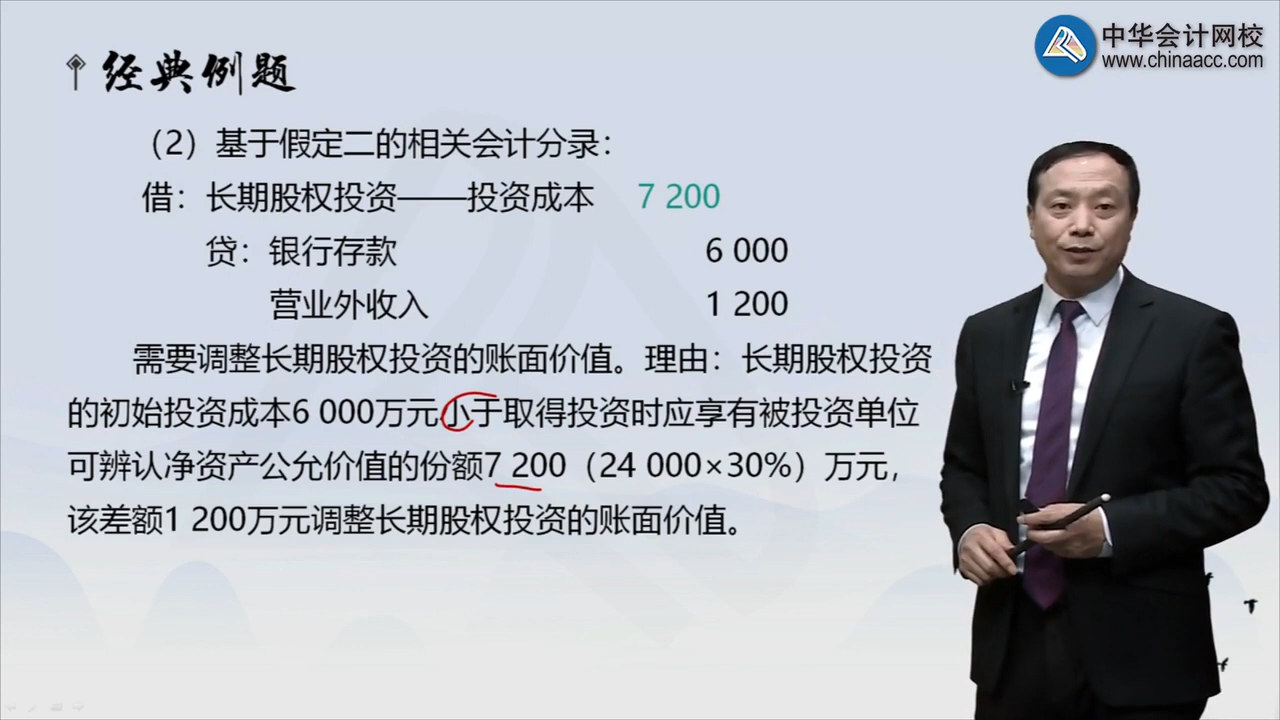 中华会计网校
www.chinaacc.com
经典例题
（2）基于假定二的相关会计分录：
借：长期股权投资——投资成本 7 200
贷：银行存款 6 000
营业外收入 1 200
需要调整长期股权投资的账面价值。理由：长期股权投资
的初始投资成本6 000万元小于取得投资时应享有被投资单位
可辨认净资产公允价值的份额7 200（24 000×30%）万元，
该差额1 200万元调整长期股权投资的账面价值。